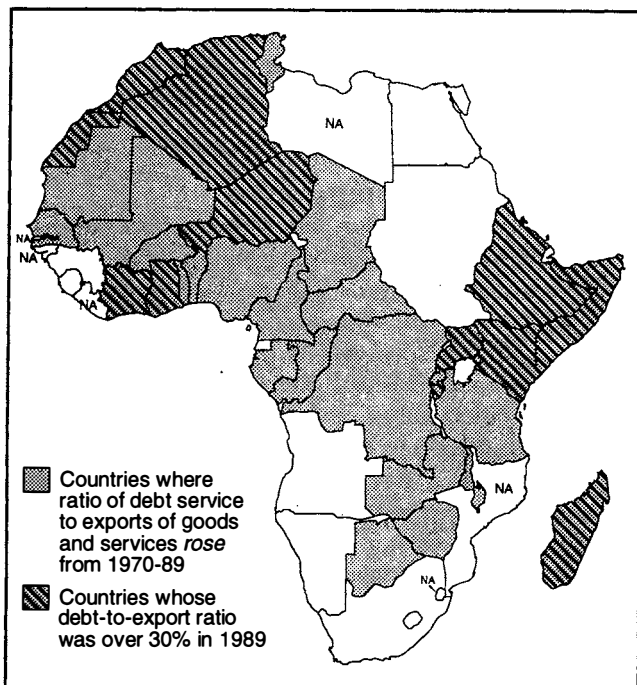 NA
NA
NA
NA
NA
NA
Countries where
ratio of debt service
to exports of goods
and services rose
from 1970-89
Countries whose
debt-to-export ratio
was over 30% in 1989